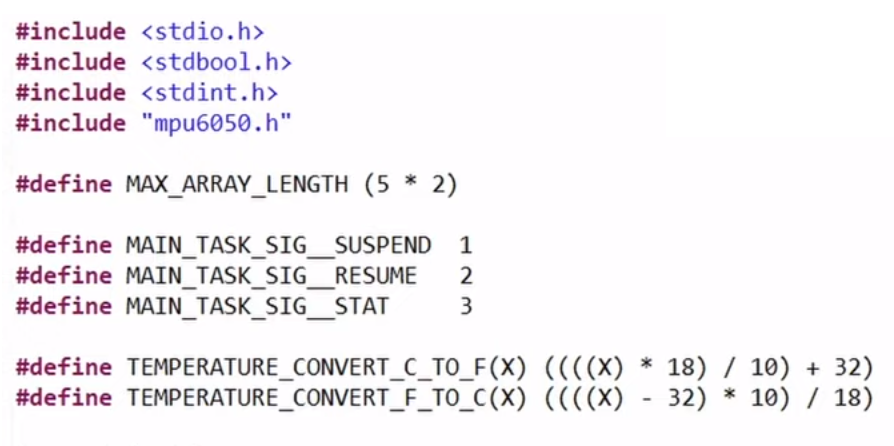 #include <stdio.h>
#include <stdbool.h>
#include <stdint.h>
#include "mpu6050.h"
#define MAX_ARRAY_LENGTH (5 * 2)
#define MAIN_TASK_SIG__SUSPEND 1
#define MAIN_TASK_SIG__RESUME 2
#define MAIN_TASK_SIG__STAT 3
#define TEMPERATURE_CONVERT_C_TO_F(X) ((((X) * 18) / 10) + 32)
#define TEMPERATURE_CONVERT_F_TO_C(X) ((((X) - 32) * 10) / 18)